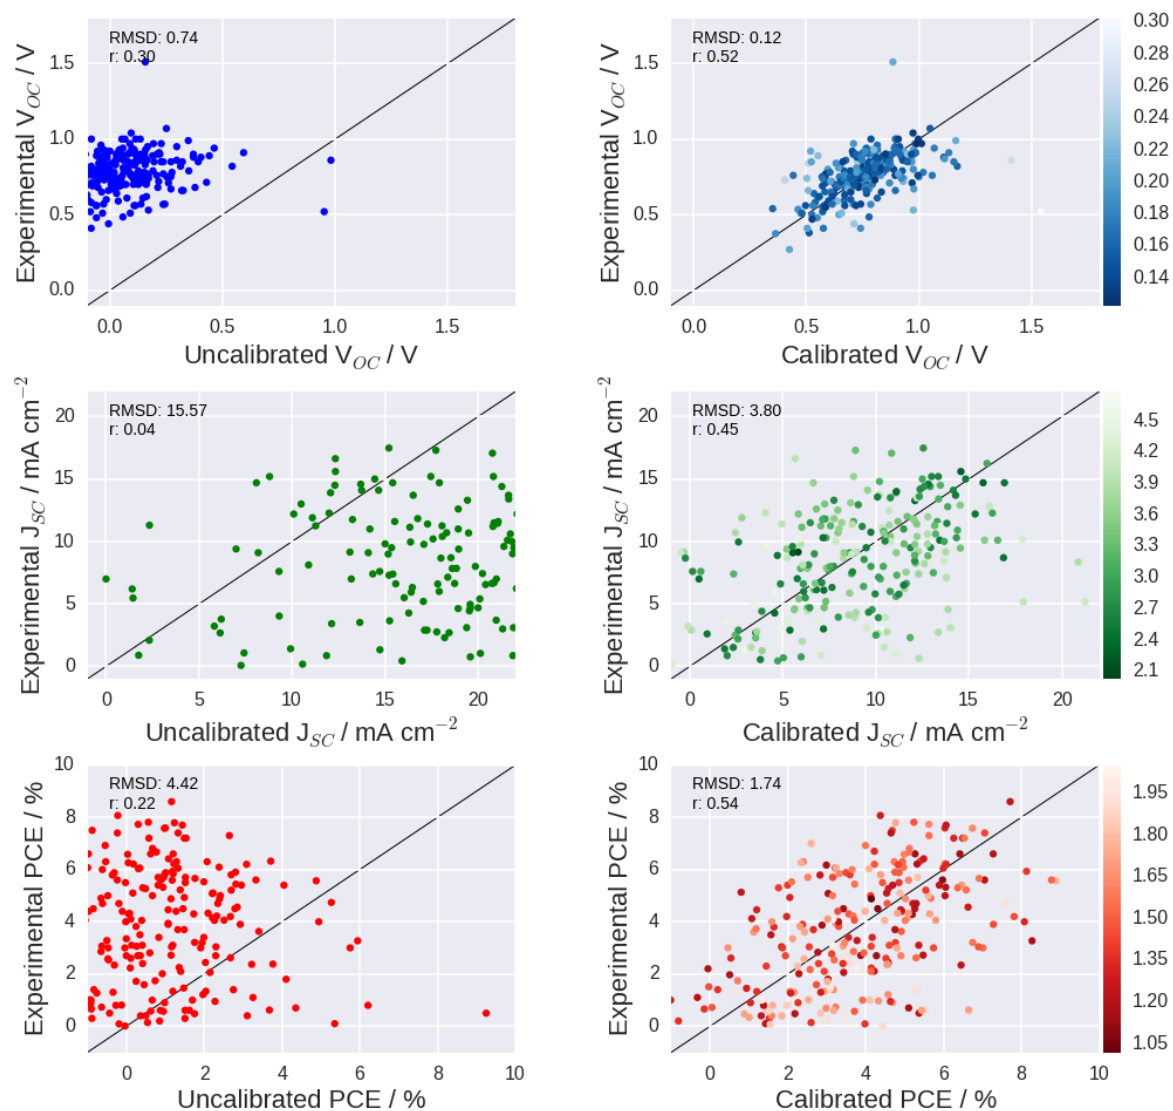 RMSD: 0.74
r: 0.30
Experimental V_OC / V
1.5
1.0
0.5
0.0
0.0 0.5 1.0 1.5
Uncalibrated V_OC / V
RMSD: 0.12
r: 0.52
Experimental V_OC / V
1.5
1.0
0.5
0.0
0.0 0.5 1.0 1.5
Calibrated V_OC / V
0.30
0.28
0.26
0.24
0.22
0.20
0.18
0.16
0.14
RMSD: 15.57
r: 0.04
Experimental J_SC / mA cm⁻²
20
15
10
5
0
0 5 10 15 20
Uncalibrated J_SC / mA cm⁻²
RMSD: 3.80
r: 0.45
Experimental J_SC / mA cm⁻²
20
15
10
5
0
0 5 10 15 20
Calibrated J_SC / mA cm⁻²
4.5
4.2
3.9
3.6
3.3
3.0
2.7
2.4
2.1
RMSD: 4.42
r: 0.22
Experimental PCE / %
10
8
6
4
2
0
0 2 4 6 8 10
Uncalibrated PCE / %
RMSD: 1.74
r: 0.54
Experimental PCE / %
10
8
6
4
2
0
0 2 4 6 8 10
Calibrated PCE / %
1.95
1.80
1.65
1.50
1.35
1.20
1.05